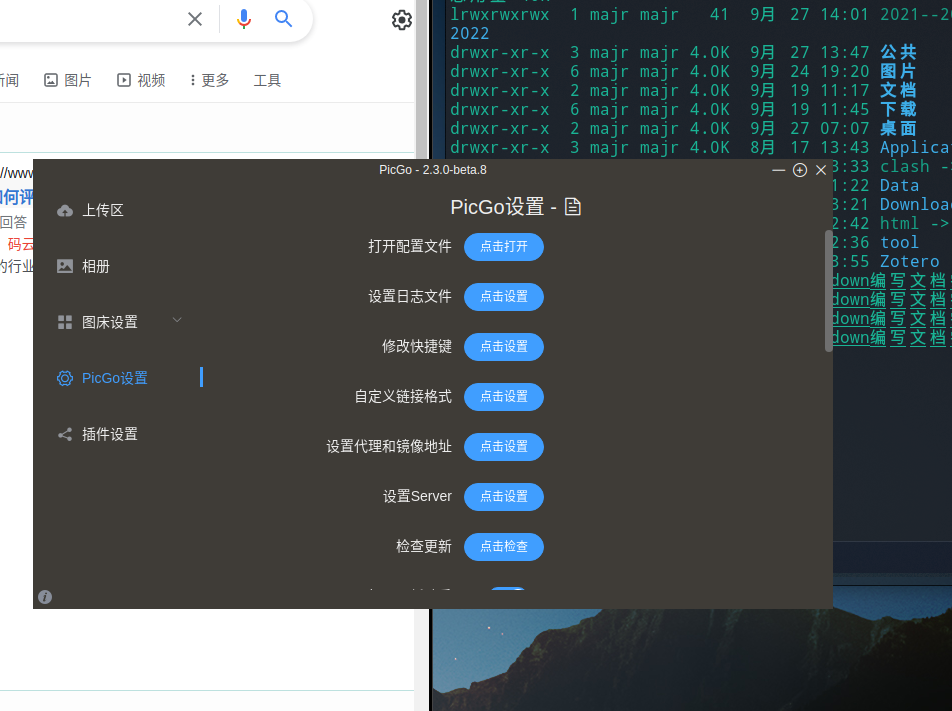 新闻 图片 视频 更多 工具
回答
码云
的行业
lrwxrwxrwx 1 majr majr 41 9月 27 14:01
2022
drwxr-xr-x 3 majr majr 4.0K 9月 27 13:47 公共
drwxr-xr-x 6 majr majr 4.0K 9月 24 19:20 图片
drwxr-xr-x 2 majr majr 4.0K 9月 19 11:17 文档
drwxr-xr-x 6 majr majr 4.0K 9月 19 11:45 下载
drwxr-xr-x 2 majr majr 4.0K 9月 27 07:07 桌面
drwxr-xr-x 3 majr majr 4.0K 8月 17 13:43
3:33 clash
1:22 Data
3:21
2:42 html ->
2:36 tool
3:55 Zotero
down编写文档
down编写文档
down编写文档
down编写文档
PicGo - 2.3.0-beta.8
上传区
相册
图床设置
PicGo设置
插件设置
PicGo设置 -
打开配置文件 点击打开
设置日志文件 点击设置
修改快捷键 点击设置
自定义链接格式 点击设置
设置代理和镜像地址 点击设置
设置Server 点击设置
检查更新 点击检查